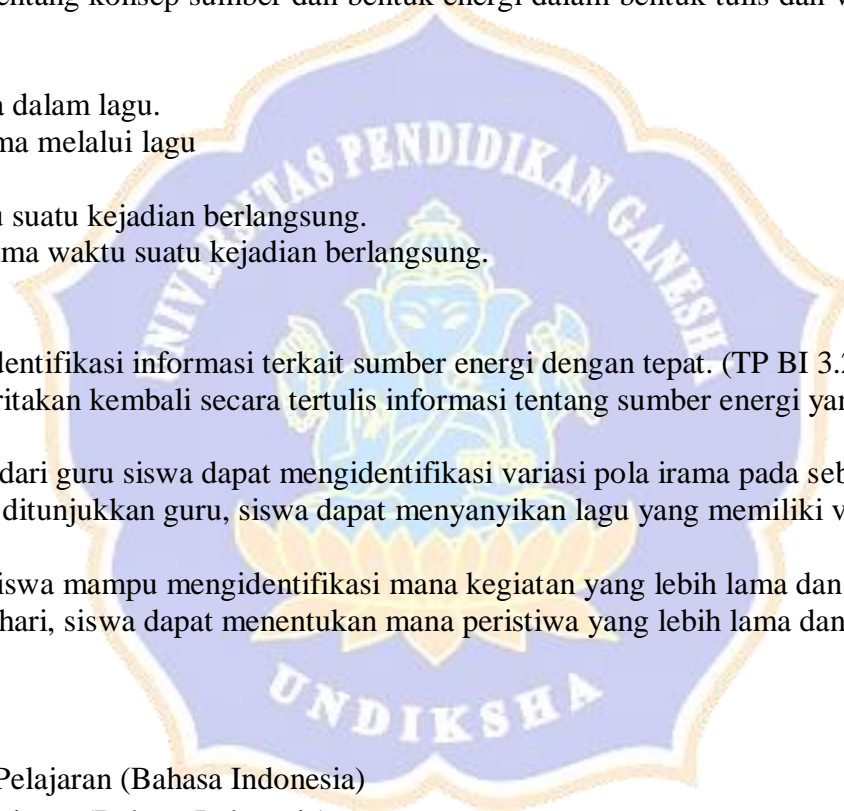 entang konsep sumber dan bentuk energi dalam bentuk tulis dan
dalam lagu.
ma melalui lagu
suatu kejadian berlangsung.
ama waktu suatu kejadian berlangsung.
dentifikasi informasi terkait sumber energi dengan tepat. (TP BI 3.2
ritakan kembali secara tertulis informasi tentang sumber energi yan
dari guru siswa dapat mengidentifikasi variasi pola irama pada seb
ditunjukkan guru, siswa dapat menyanyikan lagu yang memiliki v
iswa mampu mengidentifikasi mana kegiatan yang lebih lama dan
hari, siswa dapat menentukan mana peristiwa yang lebih lama dan
Pelajaran (Bahasa Indonesia)
UNIVERSITAS PENDIDIKAN GANESHA
UNDIKSHA